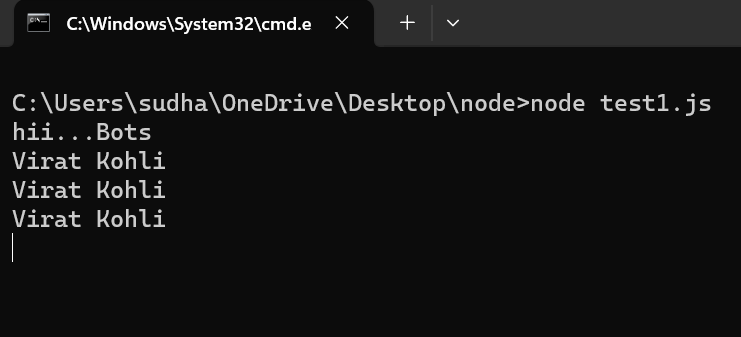 C:\Windows\System32\cmd.e
C:\Users\sudha\OneDrive\Desktop\node>node test1.js
hii...Bots
Virat Kohli
Virat Kohli
Virat Kohli